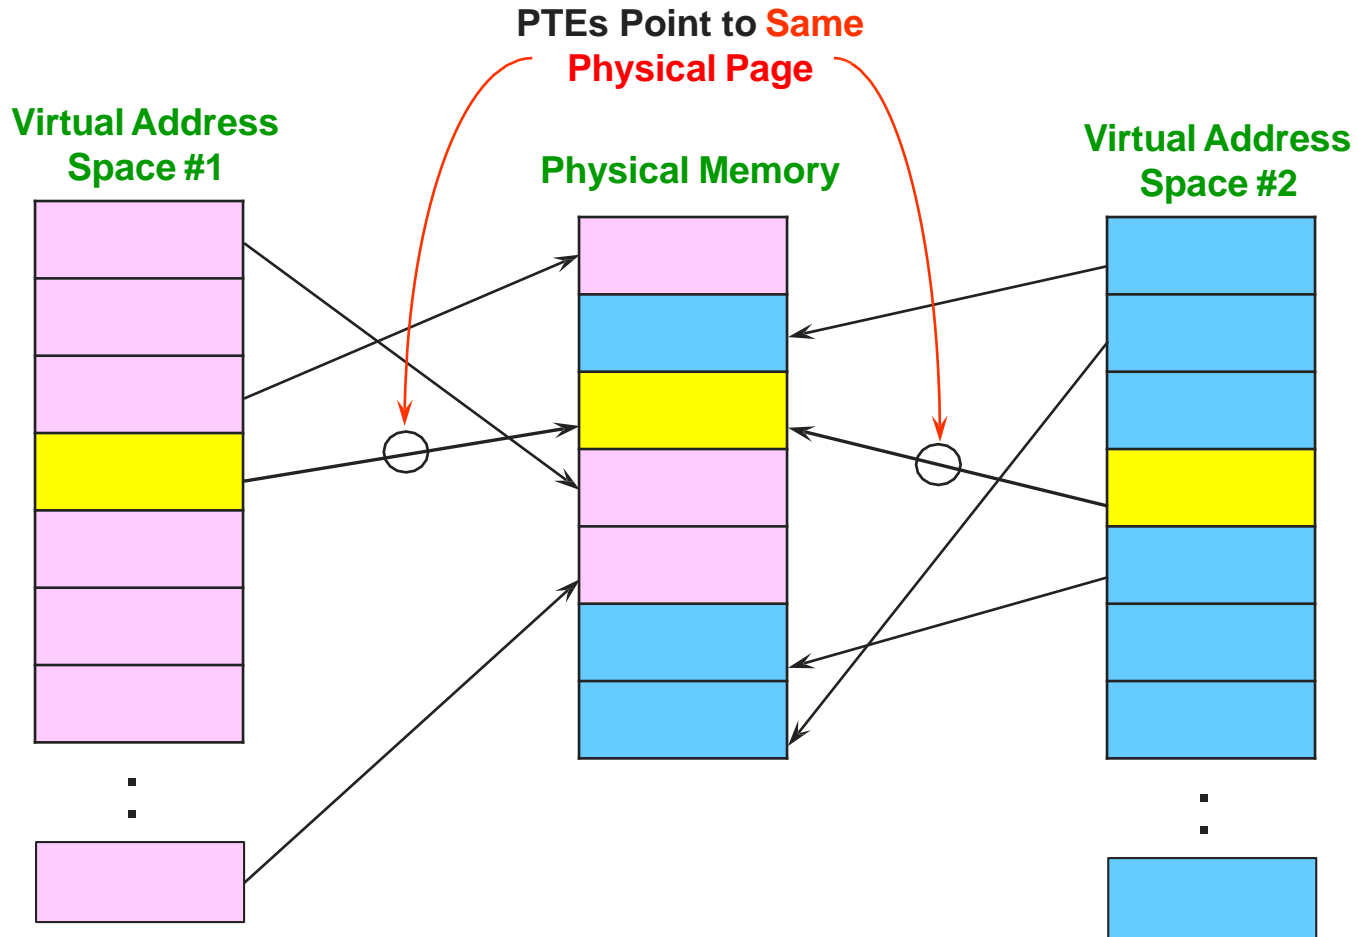 PTEs Point to Same
Physical Page
Virtual Address
Space #1
Physical Memory
Virtual Address
Space #2